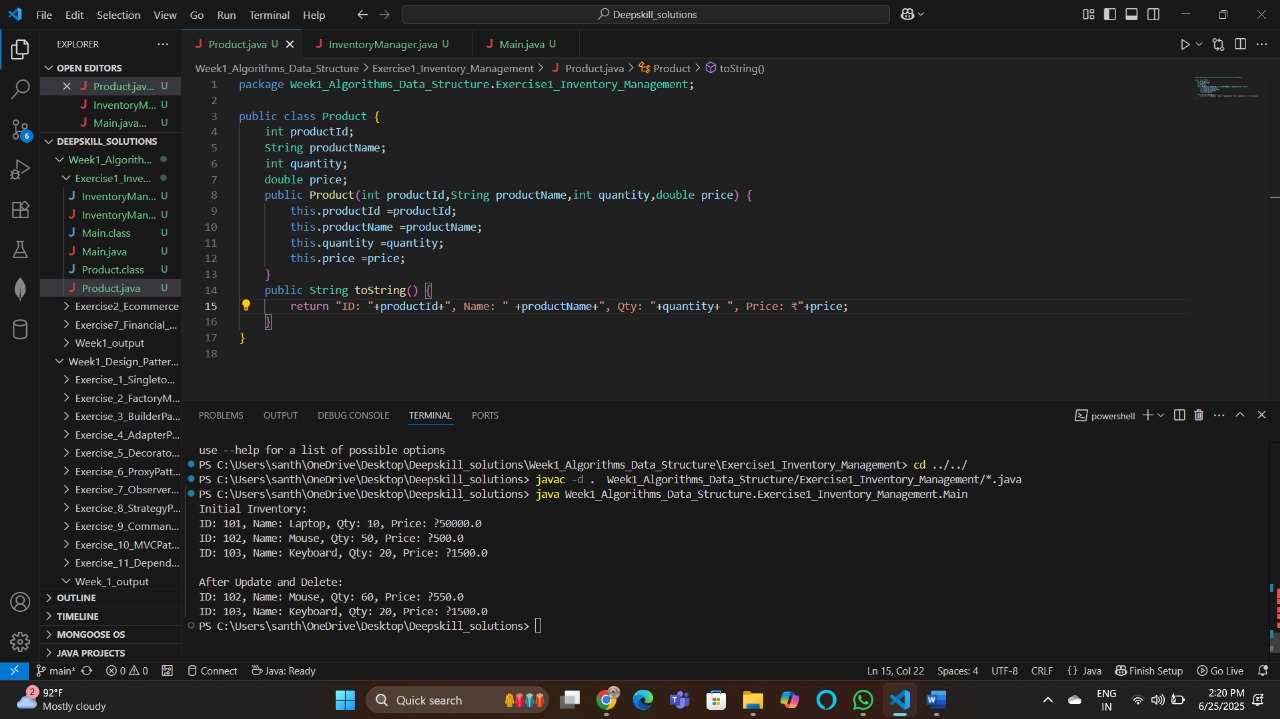 File Edit Selection View Go Run Terminal Help
Deepskill_solutions
EXPLORER
OPEN EDITORS
Product.jav... U
InventoryM... U
Main.java... U
DEEPSKILL_SOLUTIONS
Week1_Algorith...
Exercise1_Inve...
InventoryMan... U
InventoryMan... U
Main.class U
Main.java U
Product.class U
Product.java U
Exercise2_Ecommerce
Exercise7_Financial_...
Week1_output
Week1_Design_Patter...
Exercise_1_Singleto...
Exercise_2_FactoryM...
Exercise_3_BuilderPa...
Exercise_4_AdapterP...
Exercise_5_Decorato...
Exercise_6_ProxyPatt...
Exercise_7_Observer...
Exercise_8_StrategyP...
Exercise_9_Comman...
Exercise_10_MVCPat...
Exercise_11_Depend...
Week_1_output
OUTLINE
TIMELINE
MONGOOSE OS
JAVA PROJECTS
6
Product.java U InventoryManager.java U Main.java U
Week1_Algorithms_Data_Structure > Exercise1_Inventory_Management > Product.java > Product > toString()
1 package Week1_Algorithms_Data_Structure.Exercise1_Inventory_Management;
2
3 public class Product {
4 int productId;
5 String productName;
6 int quantity;
7 double price;
8 public Product(int productId,String productName,int quantity,double price) {
9 this.productId =productId;
10 this.productName =productName;
11 this.quantity =quantity;
12 this.price =price;
13 }
14 public String toString() {
15 return "ID: "+productId+", Name: " +productName+", Qty: "+quantity+ ", Price: ₹"+price;
16 }
17 }
18
PROBLEMS OUTPUT DEBUG CONSOLE TERMINAL PORTS
powershell
use --help for a list of possible options
PS C:\Users\santh\OneDrive\Desktop\Deepskill_solutions\Week1_Algorithms_Data_Structure\Exercise1_Inventory_Management> cd ../../
PS C:\Users\santh\OneDrive\Desktop\Deepskill_solutions> javac -d . Week1_Algorithms_Data_Structure/Exercise1_Inventory_Management/*.java
PS C:\Users\santh\OneDrive\Desktop\Deepskill_solutions> java Week1_Algorithms_Data_Structure.Exercise1_Inventory_Management.Main
Initial Inventory:
ID: 101, Name: Laptop, Qty: 10, Price: ?50000.0
ID: 102, Name: Mouse, Qty: 50, Price: ?500.0
ID: 103, Name: Keyboard, Qty: 20, Price: ?1500.0
After Update and Delete:
ID: 102, Name: Mouse, Qty: 60, Price: ?550.0
ID: 103, Name: Keyboard, Qty: 20, Price: ?1500.0
PS C:\Users\santh\OneDrive\Desktop\Deepskill_solutions>
main* 0 0 Connect Java: Ready Ln 15, Col 22 Spaces: 4 UTF-8 CRLF {} Java Finish Setup Go Live
2
92°F
Mostly cloudy
Quick search
ENG
IN
2:20 PM
6/25/2025